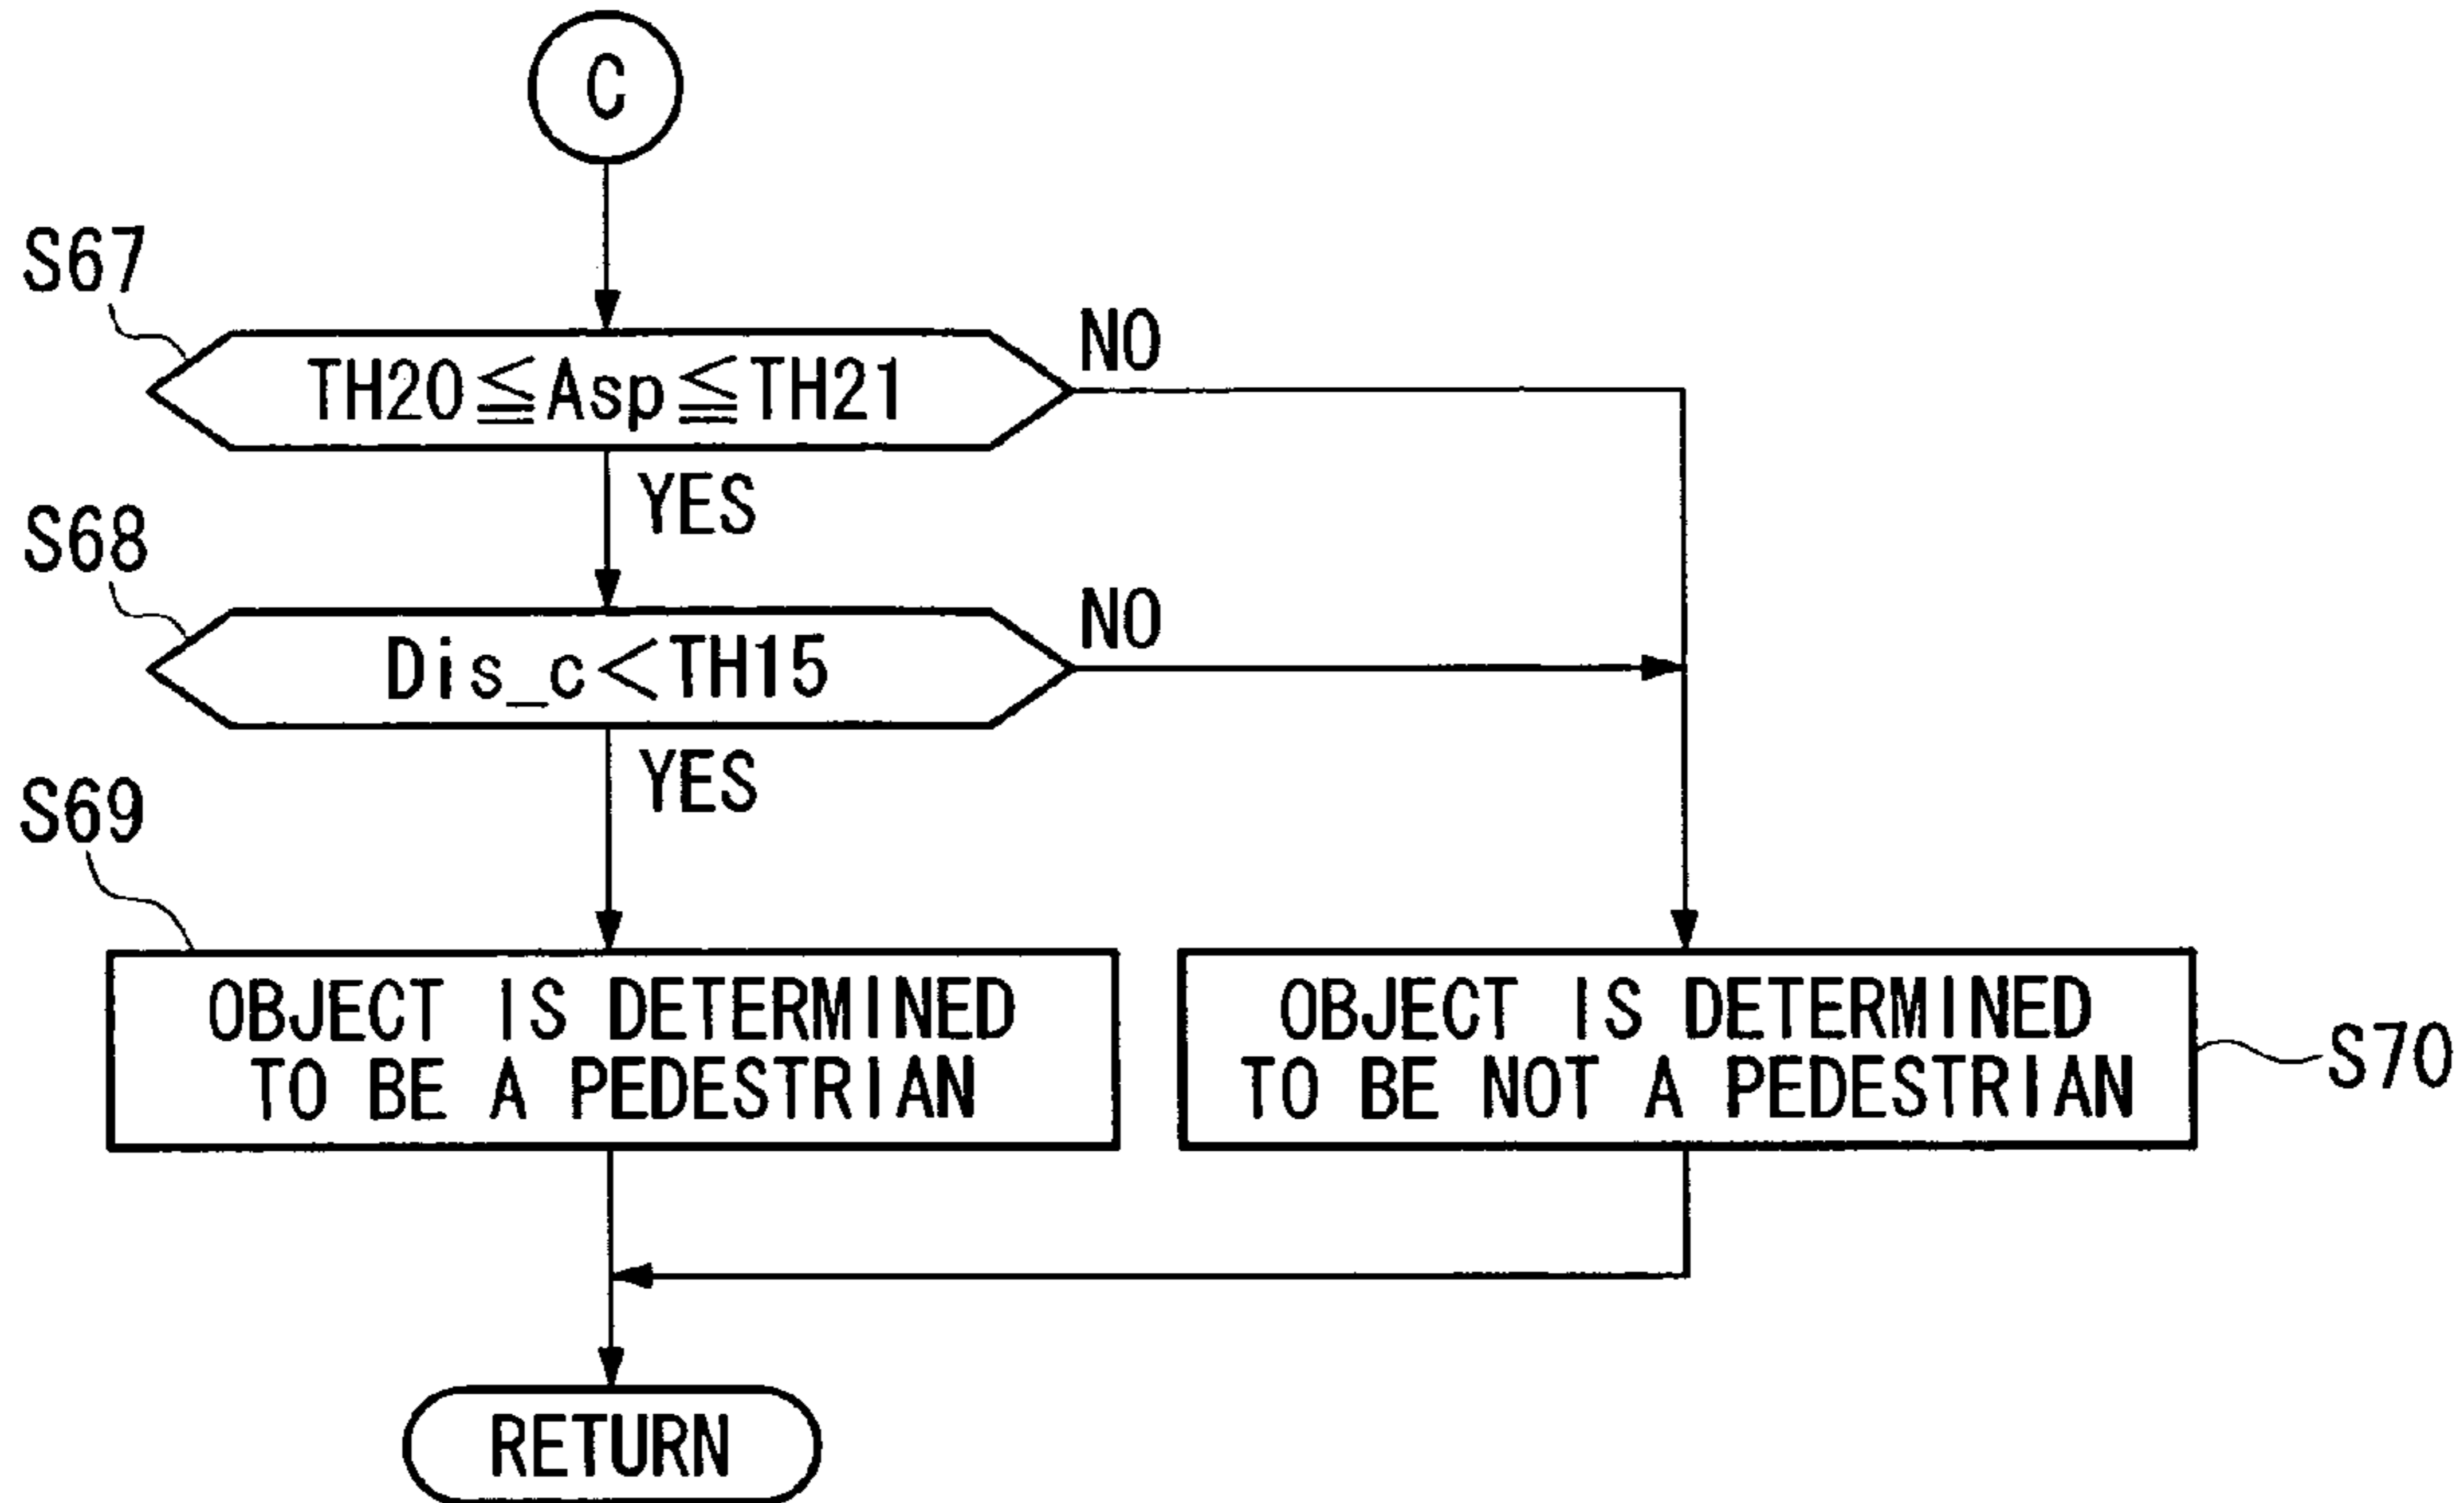 C
S67
TH20≦Asp≦TH21
NO
YES
S68
Dis_c<TH15
NO
YES
S69
OBJECT IS DETERMINED
TO BE A PEDESTRIAN
OBJECT IS DETERMINED
TO BE NOT A PEDESTRIAN
S70
RETURN